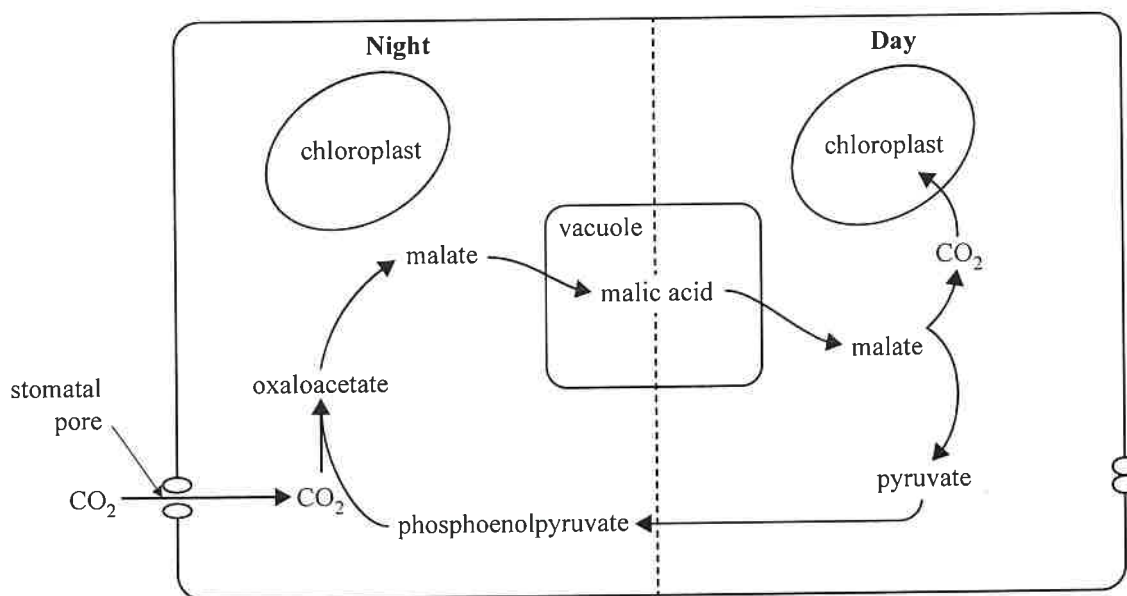 Night
Day
chloroplast
chloroplast
vacuole
malate
CO₂
malic acid
malate
oxaloacetate
stomatal
pore
pyruvate
CO₂
CO₂
phosphoenolpyruvate